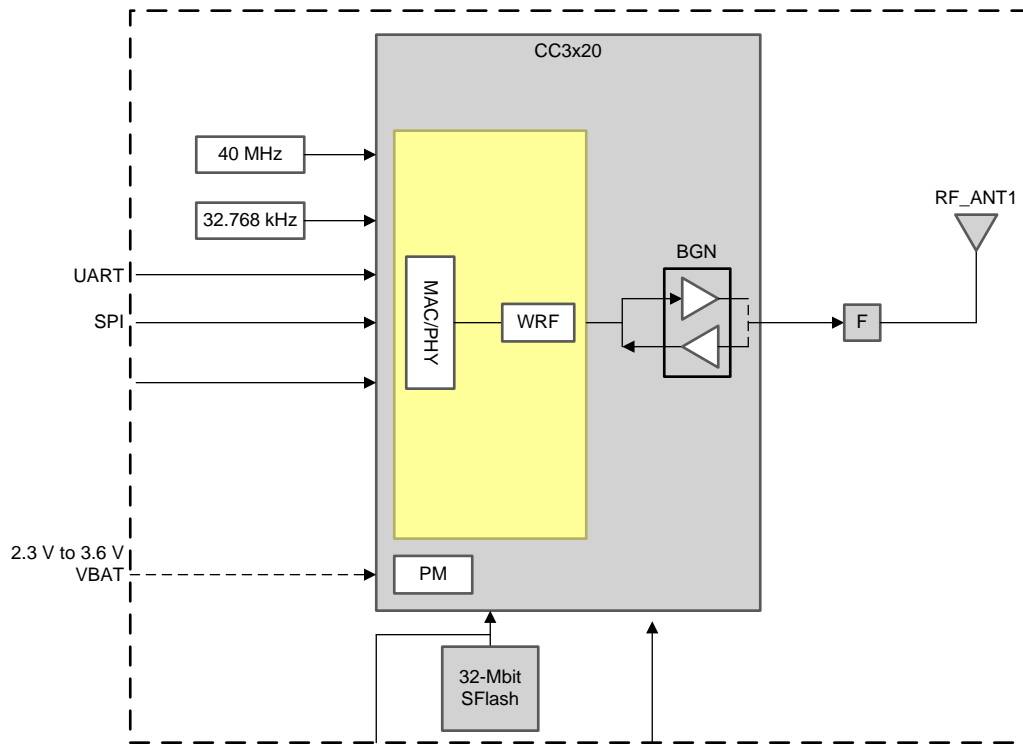 CC3x20
40 MHz
32.768 kHz
RF_ANT1
BGN
UART
SPI
MAC/PHY
WRF
F
2.3 V to 3.6 V
VBAT
PM
32-Mbit
SFlash